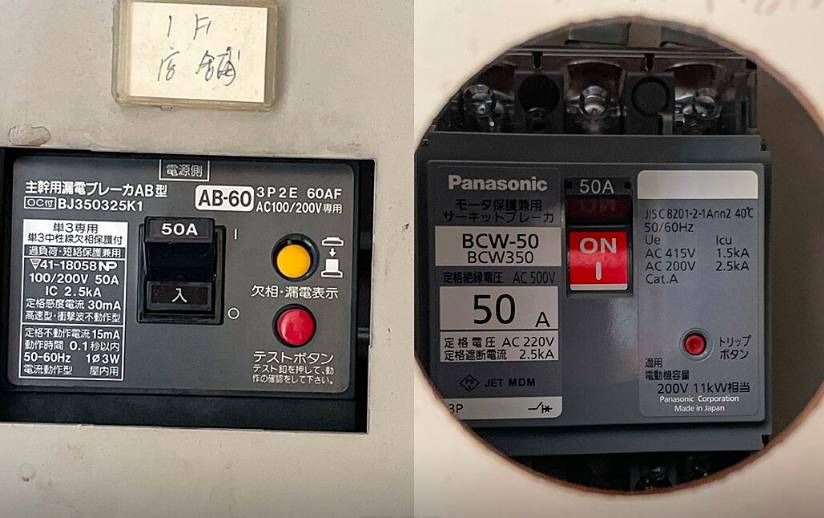 1F
店舗
電源側
主幹用漏電ブレーカAB型
OC付 BJ350325K1
AB-60
3P2E 60AF
AC100/200V専用
単3専用
単3中性線欠相保護付
過負荷・短絡保護兼用
▽41-18058 NP
100/200V 50A
IC 2.5kA
定格感度電流 30mA
高速型・衝撃波不動作型
定格不動作電流 15mA
動作時間 0.1秒以内
50-60Hz 1Ø3W
電流動作型 屋内用
50A
入
欠相・漏電表示
テストボタン
テスト釦を押して、動
作の確認をして下さい。
Panasonic
モータ保護兼用
サーキットブレーカ
BCW-50
BCW350
定格絶縁電圧 AC 500V
50 A
定格電圧 AC 220V
定格遮断電流 2.5kA
JET MDM
3P
50A
ON
JISC8201-2-1Ann2 40℃
50/60Hz
Ue Icu
AC 415V 1.5kA
AC 200V 2.5kA
Cat.A
トリップ
ボタン
適用
電動機容量
200V 11kW相当
Panasonic Corporation
Made in Japan